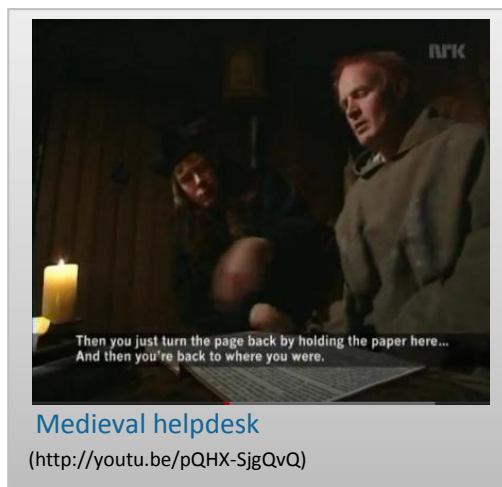 NRK
Then you just turn the page back by holding the paper here...
And then you're back to where you were.
Medieval helpdesk
(http://youtu.be/pQHX-SjgQvQ)